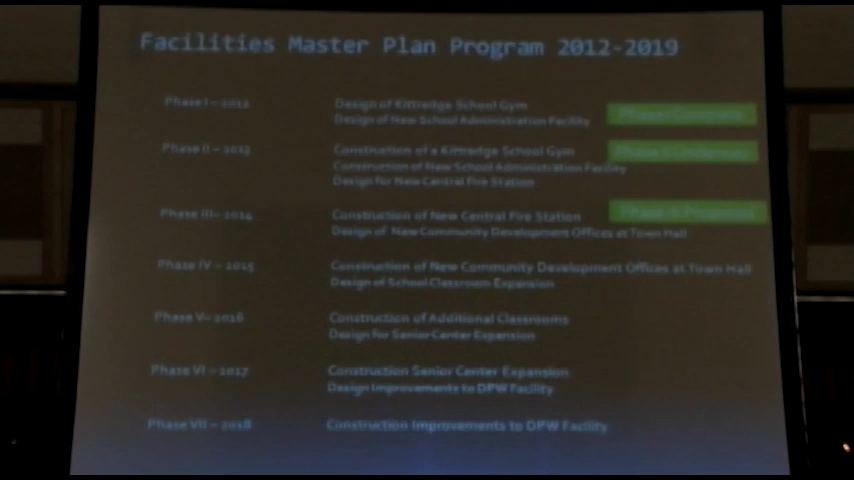 Facilities Master Plan Program 2012-2019
Phase I – 2012
Design of Kittredge School Gym
Design of New School Administration Facility
Phase II – 2013
Construction of a Kittredge School Gym
Construction of New School Administration Facility
Design for New Central Fire Station
Phase III– 2014
Construction of New Central Fire Station
Design of New Community Development Offices at Town Hall
Phase IV – 2015
Construction of New Community Development Offices at Town Hall
Design of School Classroom Expansion
Phase V– 2016
Construction of Additional Classrooms
Design for Senior Center Expansion
Phase VI – 2017
Construction Senior Center Expansion
Design Improvements to DPW Facility
Phase VII – 2018
Construction Improvements to DPW Facility